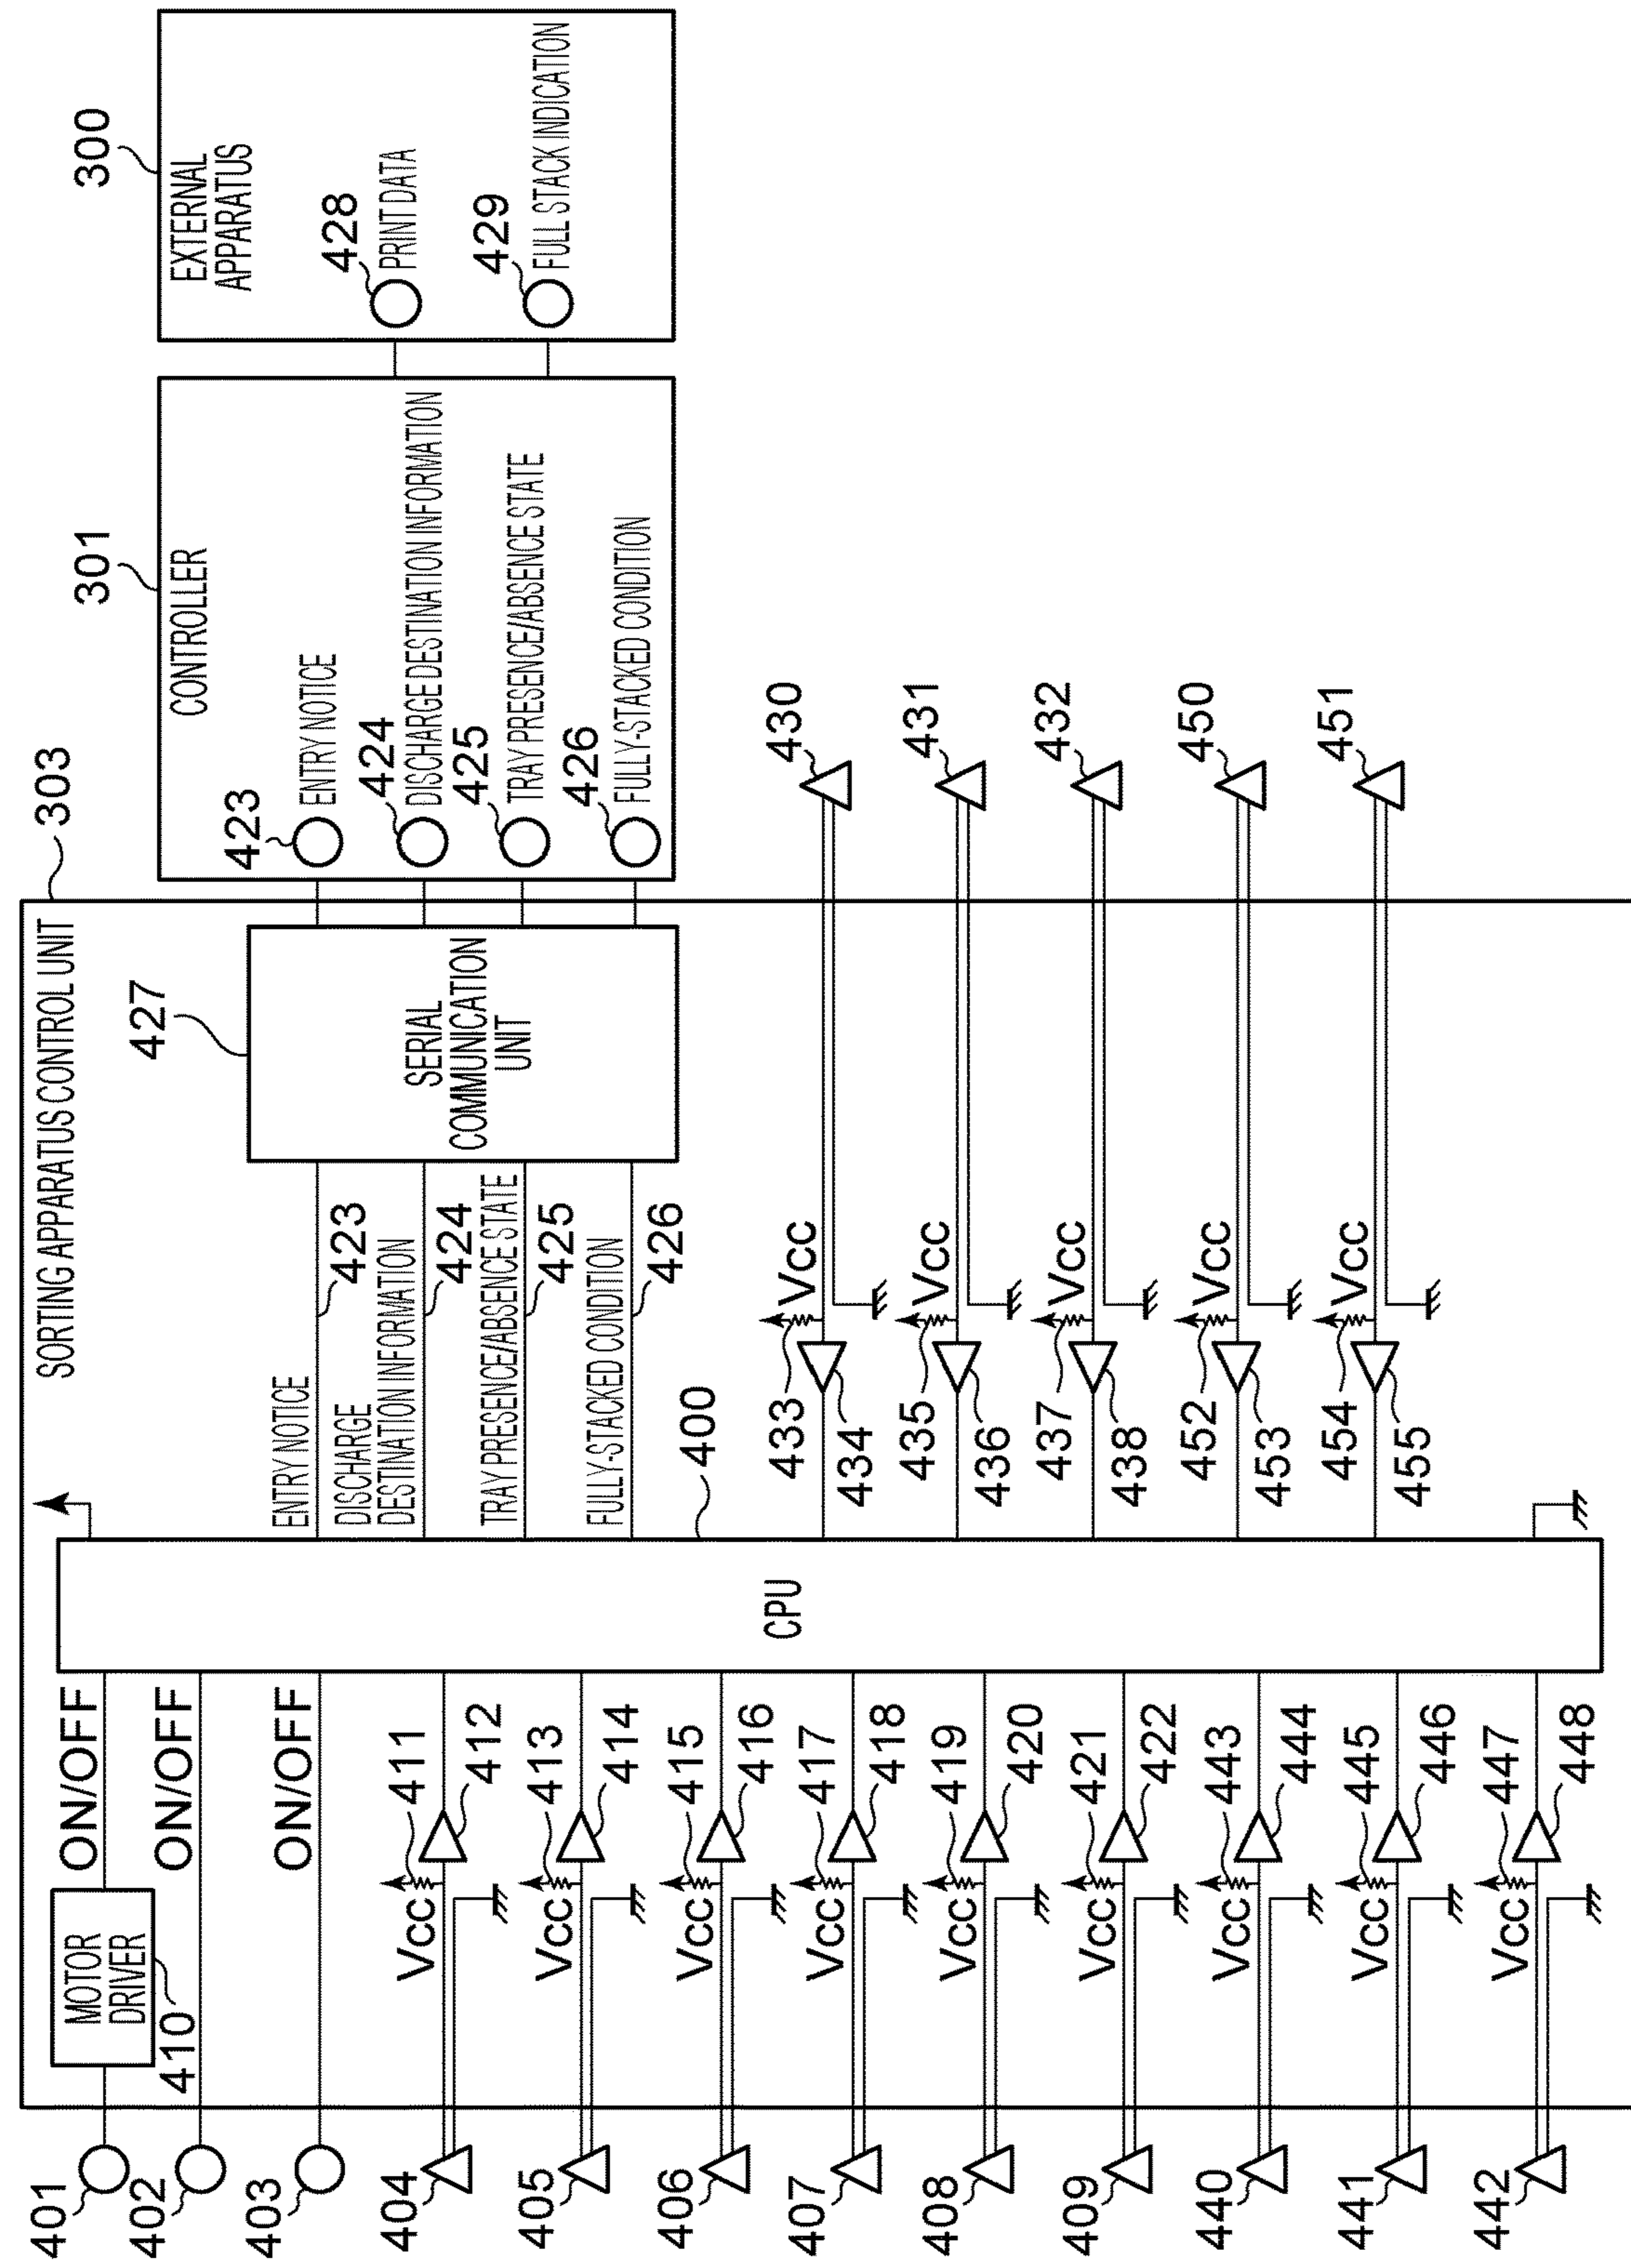 303
SORTING APPARATUS CONTROL UNIT
401
MOTOR
DRIVER
410
ON/OFF
402
ON/OFF
403
ON/OFF
404
Vcc
411
412
405
Vcc
413
414
406
Vcc
415
416
407
Vcc
417
418
408
Vcc
419
420
409
Vcc
421
422
440
Vcc
443
444
441
Vcc
445
446
442
Vcc
447
448
CPU
400
ENTRY NOTICE
423
DISCHARGE
DESTINATION INFORMATION
424
TRAY PRESENCE/ABSENCE STATE
425
FULLY-STACKED CONDITION
426
427
SERIAL
COMMUNICATION
UNIT
433
Vcc
434
430
435
Vcc
436
431
437
Vcc
438
432
452
Vcc
453
450
454
Vcc
455
451
301
CONTROLLER
423
ENTRY NOTICE
424
DISCHARGE DESTINATION INFORMATION
425
TRAY PRESENCE/ABSENCE STATE
426
FULLY-STACKED CONDITION
300
EXTERNAL
APPARATUS
428
PRINT DATA
429
FULL STACK INDICATION